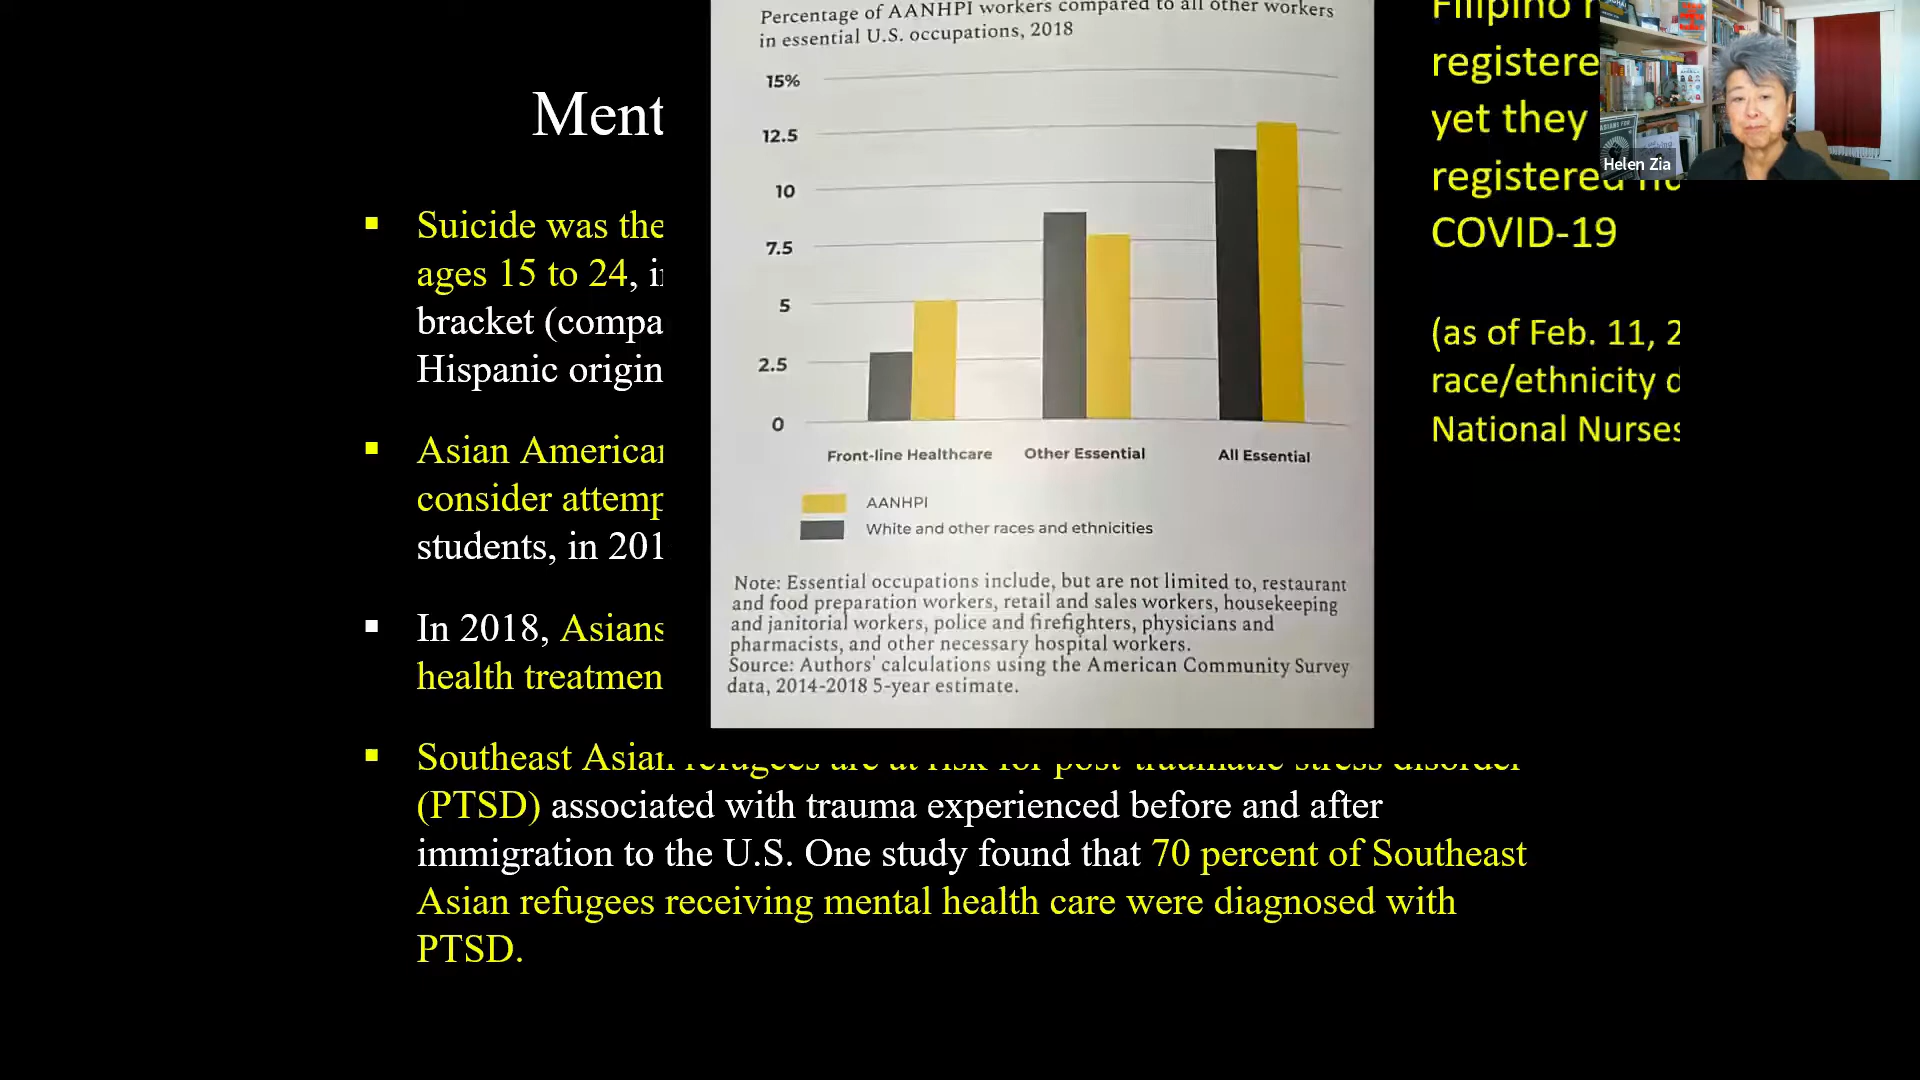 Ment
Suicide was the
ages 15 to 24,
bracket (compa
Hispanic origin
Asian American
consider attemp
students, in 201
In 2018, Asians
health treatmen
Southeast Asian refugees are at risk for post-traumatic stress disorder
(PTSD) associated with trauma experienced before and after
immigration to the U.S. One study found that 70 percent of Southeast
Asian refugees receiving mental health care were diagnosed with
PTSD.
Percentage of AANHPI workers compared to all other workers
in essential U.S. occupations, 2018
15%
12.5
10
7.5
5
2.5
0
Front-line Healthcare Other Essential All Essential
AANHPI
White and other races and ethnicities
Note: Essential occupations include, but are not limited to, restaurant
and food preparation workers, retail and sales workers, housekeeping
and janitorial workers, police and firefighters, physicians and
pharmacists, and other necessary hospital workers.
Source: Authors' calculations using the American Community Survey
data, 2014-2018 5-year estimate.
Filipino
registere
yet they
registered
COVID-19
(as of Feb. 11, 2
race/ethnicity d
National Nurses
Helen Zia